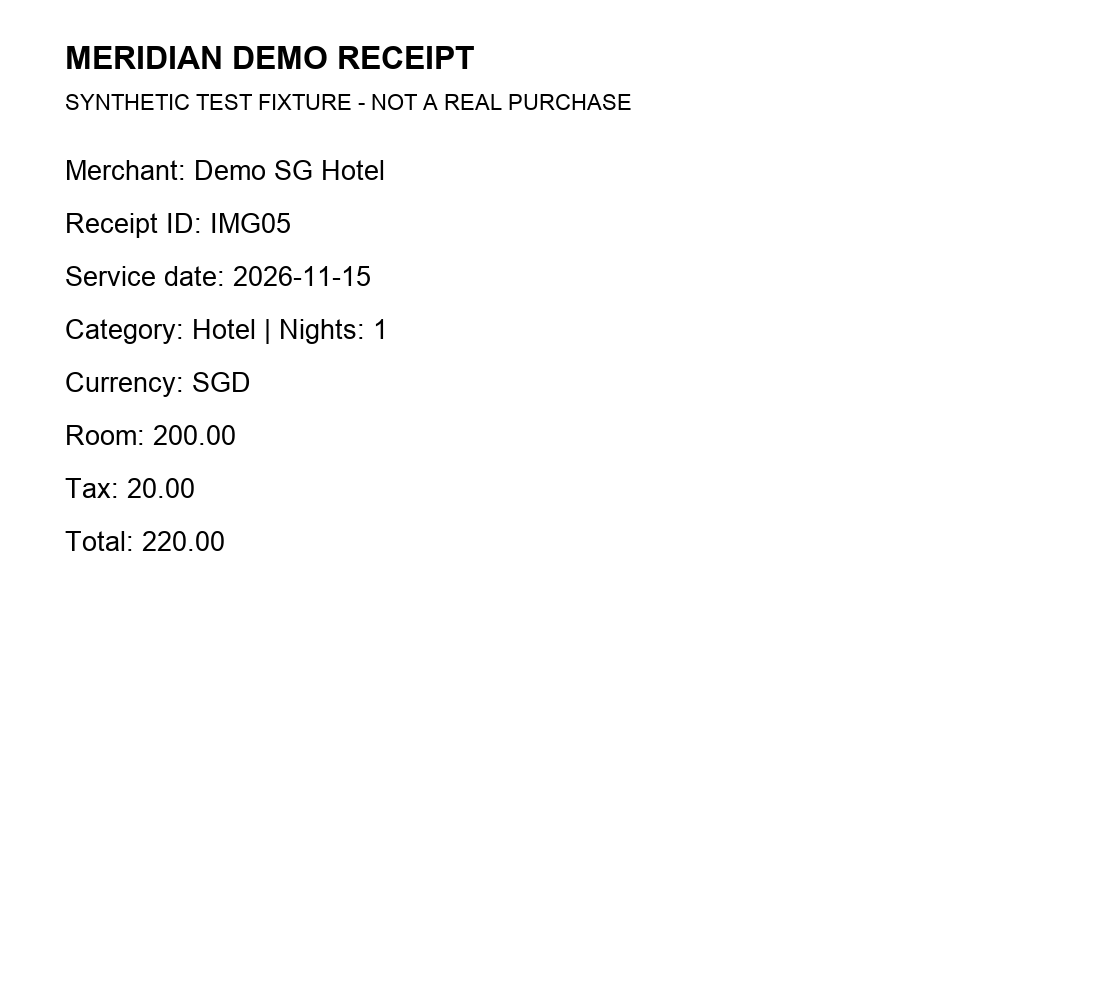 MERIDIAN DEMO RECEIPT
SYNTHETIC TEST FIXTURE - NOT A REAL PURCHASE
Merchant: Demo SG Hotel
Receipt ID: IMG05
Service date: 2026-11-15
Category: Hotel | Nights: 1
Currency: SGD
Room: 200.00
Tax: 20.00
Total: 220.00